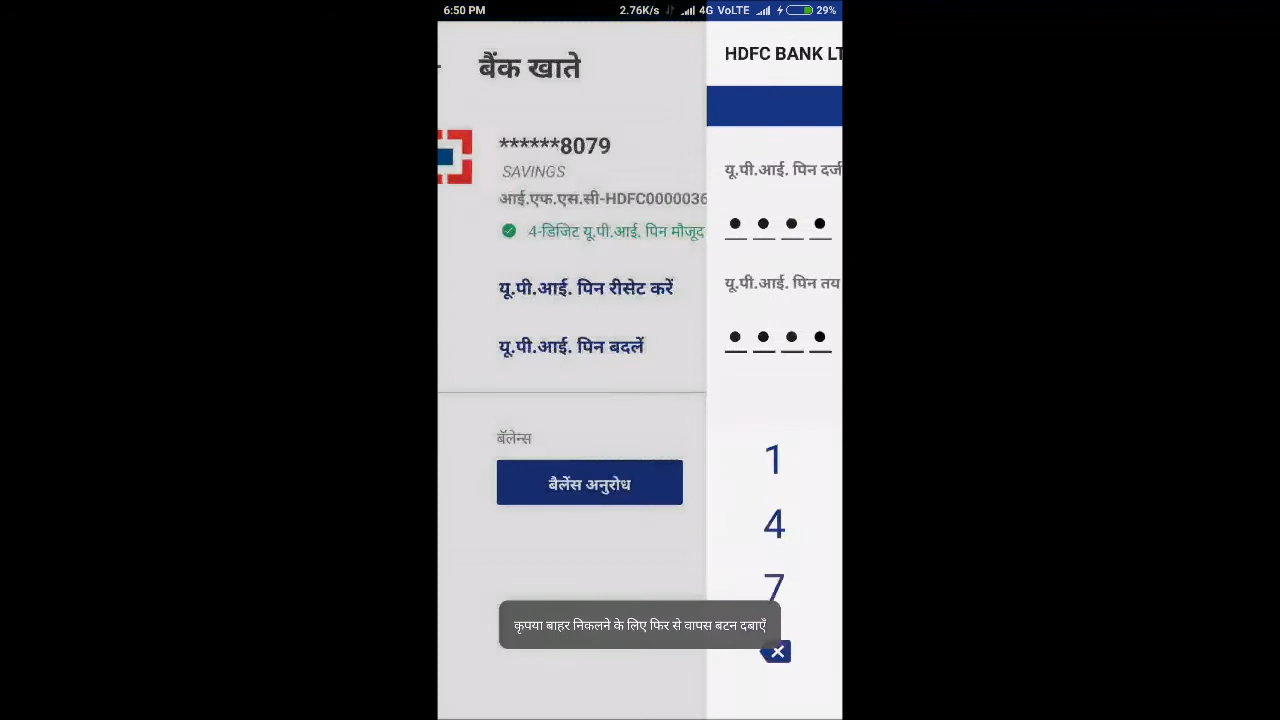 6:50 PM 2.76K/s 4G VoLTE 29%
बैंक खाते
******8079
SAVINGS
आई.एफ.एस.सी-HDFC0000036
4-डिजिट यू.पी.आई. पिन मौजूद
यू.पी.आई. पिन रीसेट करें
यू.पी.आई. पिन बदलें
बॅलेन्स
बैलेंस अनुरोध
HDFC BANK LT
यू.पी.आई. पिन दर्ज
यू.पी.आई. पिन तय
1
4
7
कृपया बाहर निकलने के लिए फिर से वापस बटन दबाएँ